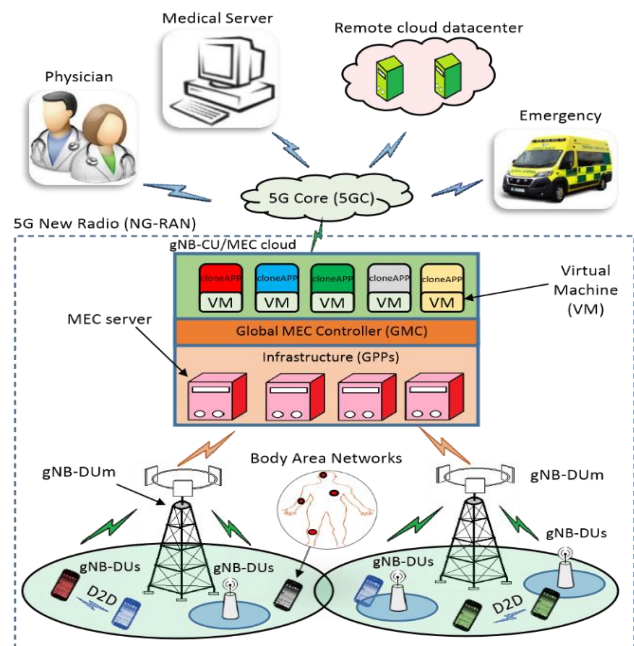 Medical Server
Remote cloud datacenter
Physician
Emergency
5G Core (5GC)
5G New Radio (NG-RAN)
gNB-CU/MEC cloud
cloneAPP
cloneAPP
cloneAPP
cloneAPP
cloneAPP
VM
VM
VM
VM
VM
Virtual
Machine
(VM)
MEC server
Global MEC Controller (GMC)
Infrastructure (GPPs)
gNB-DUm
Body Area Networks
gNB-DUm
gNB-DUs
gNB-DUs
gNB-DUs
gNB-DUs
D2D
D2D